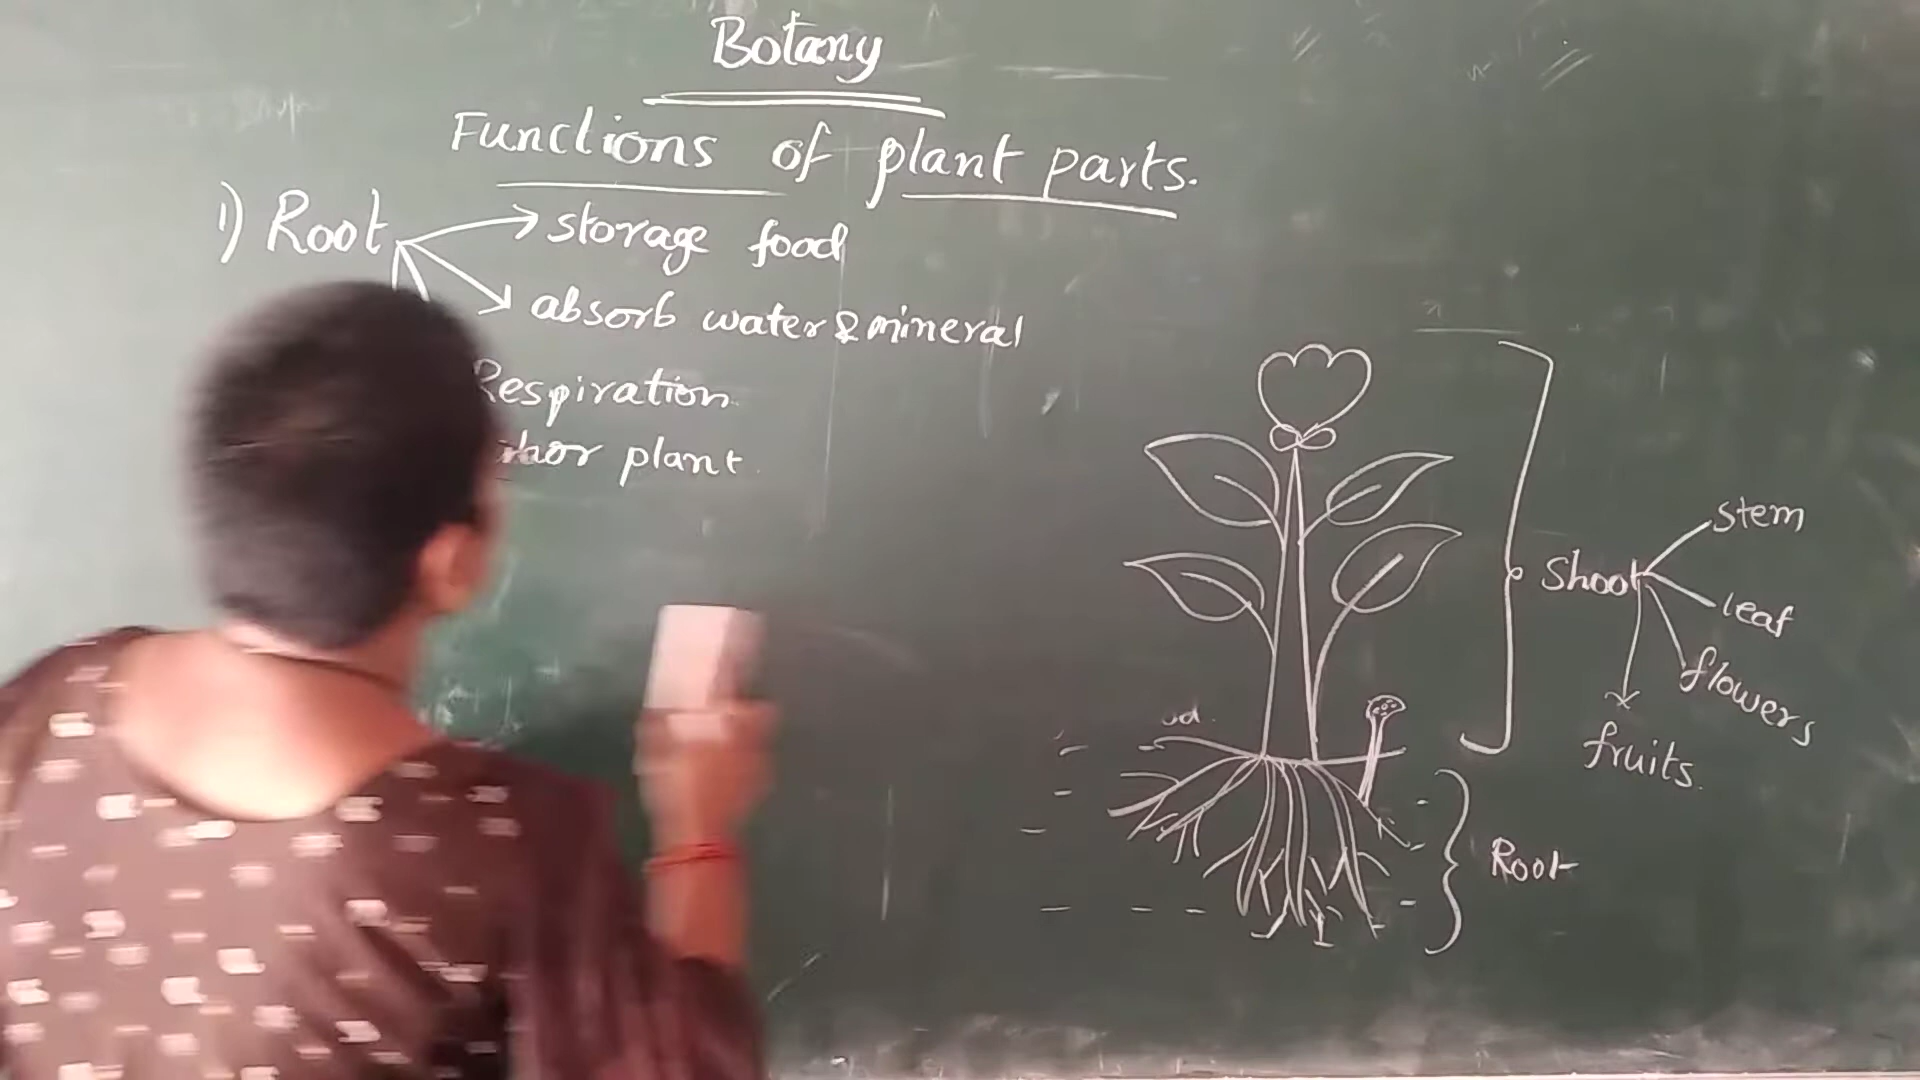 Botany
Functions of plant parts.
1) Root
storage food
absorb water & mineral
Respiration
plant
stem
Shoot
leaf
flowers
fruits.
Root